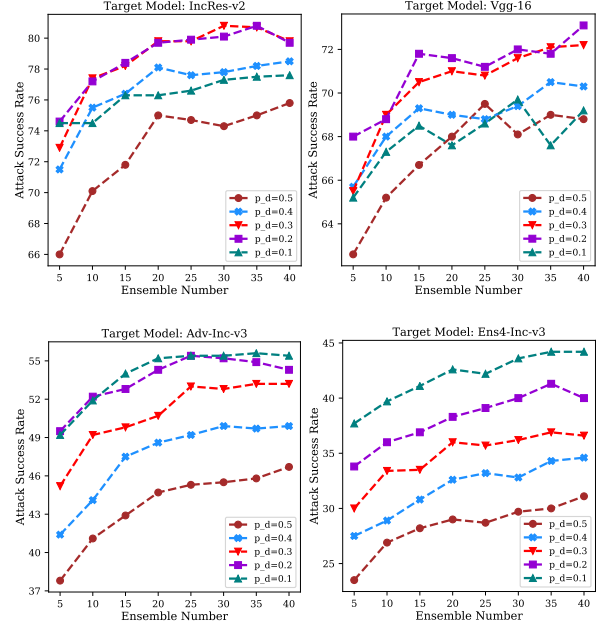 Target Model: IncRes-v2
Attack Success Rate
80
78
76
74
72
70
68
66
5 10 15 20 25 30 35 40
Ensemble Number
p_d=0.5
p_d=0.4
p_d=0.3
p_d=0.2
p_d=0.1
Target Model: Vgg-16
Attack Success Rate
72
70
68
66
64
5 10 15 20 25 30 35 40
Ensemble Number
p_d=0.5
p_d=0.4
p_d=0.3
p_d=0.2
p_d=0.1
Target Model: Adv-Inc-v3
Attack Success Rate
55
52
49
46
43
40
37
5 10 15 20 25 30 35 40
Ensemble Number
p_d=0.5
p_d=0.4
p_d=0.3
p_d=0.2
p_d=0.1
Target Model: Ens4-Inc-v3
Attack Success Rate
45
40
35
30
25
5 10 15 20 25 30 35 40
Ensemble Number
p_d=0.5
p_d=0.4
p_d=0.3
p_d=0.2
p_d=0.1